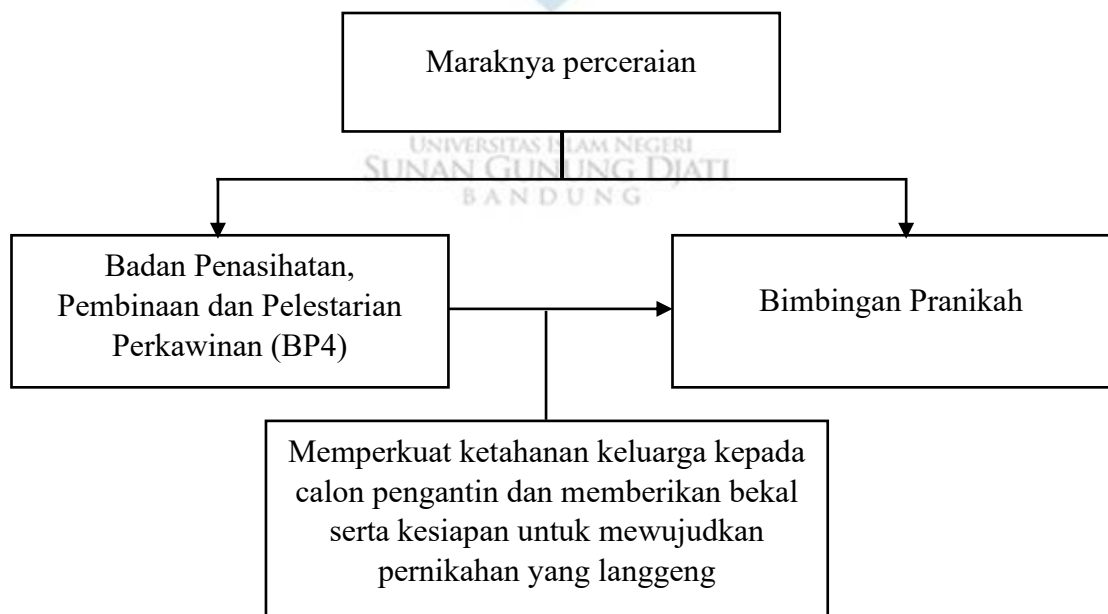 Maraknya perceraian
UNIVERSITAS ISLAM NEGERI
SUNAN GUNUNG DJATI
BANDUNG
Badan Penasihatan,
Pembinaan dan Pelestarian
Perkawinan (BP4)
Bimbingan Pranikah
Memperkuat ketahanan keluarga kepada
calon pengantin dan memberikan bekal
serta kesiapan untuk mewujudkan
pernikahan yang langgeng